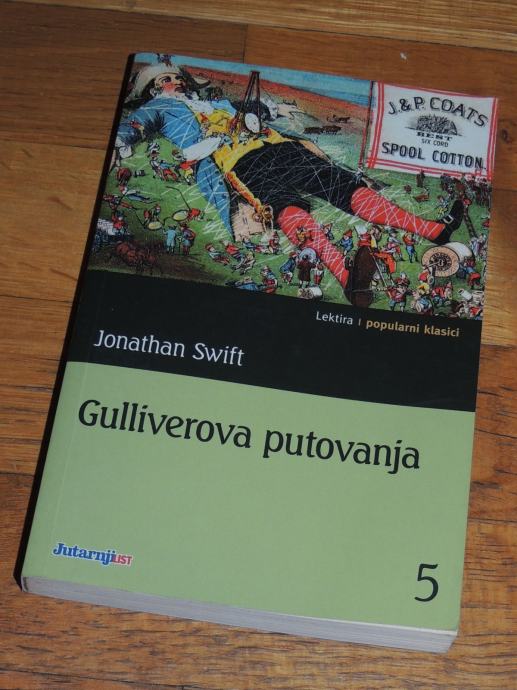 J. & P. COATS
BEST
SIX CORD
SPOOL COTTON
Lektira | popularni klasici
Jonathan Swift
Gulliverova putovanja
JutarnjiLIST
5